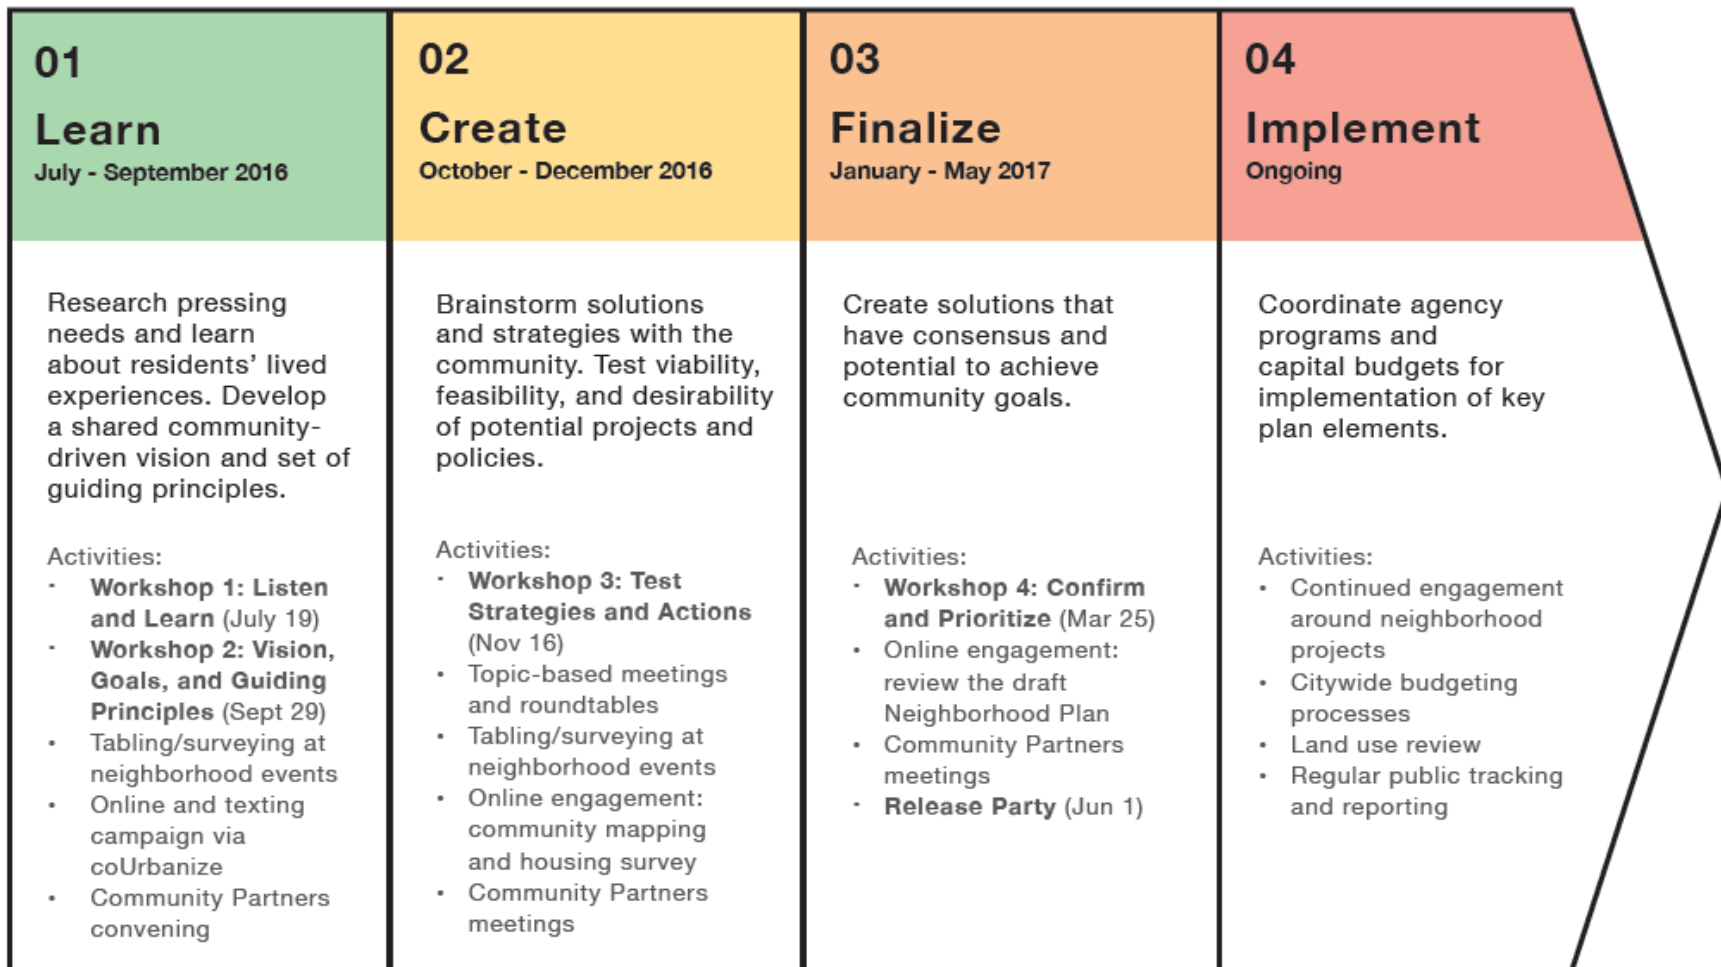 01
Learn
July - September 2016
Research pressing
needs and learn
about residents’ lived
experiences. Develop
a shared community-
driven vision and set of
guiding principles.
Activities:
· Workshop 1: Listen
and Learn (July 19)
· Workshop 2: Vision,
Goals, and Guiding
Principles (Sept 29)
• Tabling/surveying at
neighborhood events
• Online and texting
campaign via
coUrbanize
• Community Partners
convening
02
Create
October - December 2016
Brainstorm solutions
and strategies with the
community. Test viability,
feasibility, and desirability
of potential projects and
policies.
Activities:
· Workshop 3: Test
Strategies and Actions
(Nov 16)
• Topic-based meetings
and roundtables
• Tabling/surveying at
neighborhood events
• Online engagement:
community mapping
and housing survey
• Community Partners
meetings
03
Finalize
January - May 2017
Create solutions that
have consensus and
potential to achieve
community goals.
Activities:
· Workshop 4: Confirm
and Prioritize (Mar 25)
• Online engagement:
review the draft
Neighborhood Plan
• Community Partners
meetings
· Release Party (Jun 1)
04
Implement
Ongoing
Coordinate agency
programs and
capital budgets for
implementation of key
plan elements.
Activities:
• Continued engagement
around neighborhood
projects
• Citywide budgeting
processes
• Land use review
• Regular public tracking
and reporting